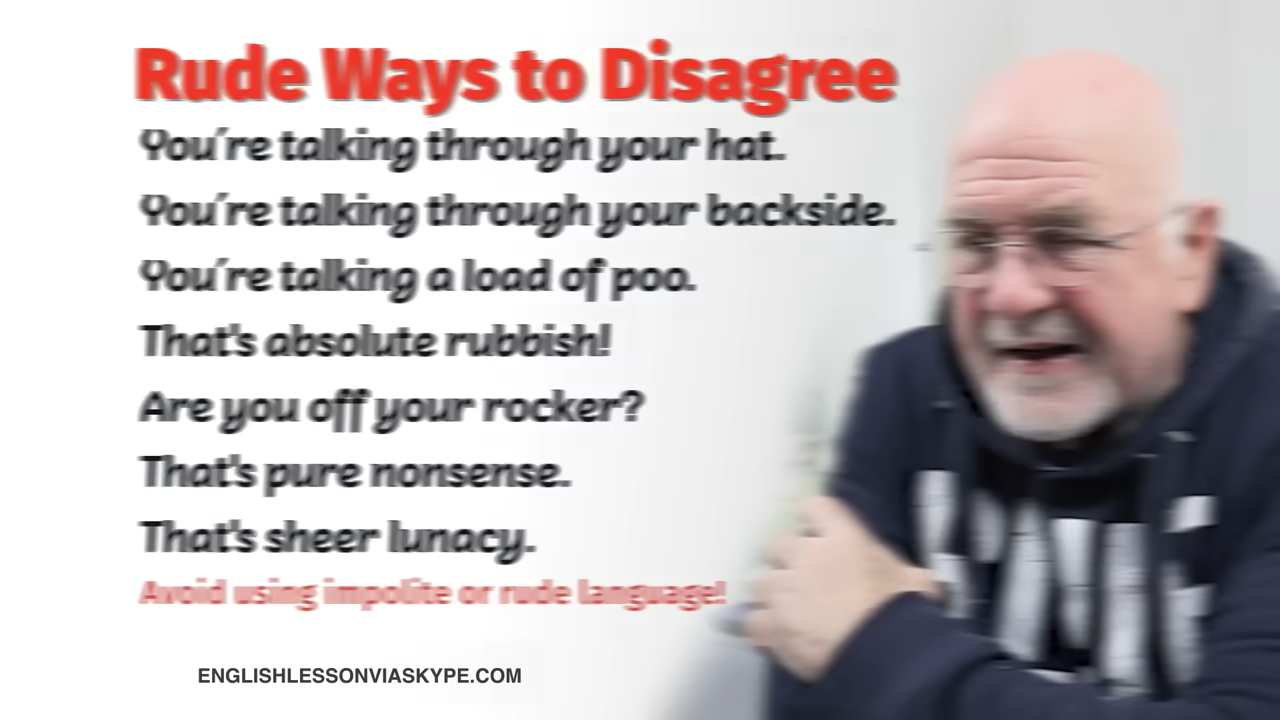 Rude Ways to Disagree
You're talking through your hat.
You're talking through your backside.
You're talking a load of poo.
That's absolute rubbish!
Are you off your rocker?
That's pure nonsense.
That's sheer lunacy.
Avoid using impolite or rude language!
ENGLISHLESSONVIASKYPE.COM